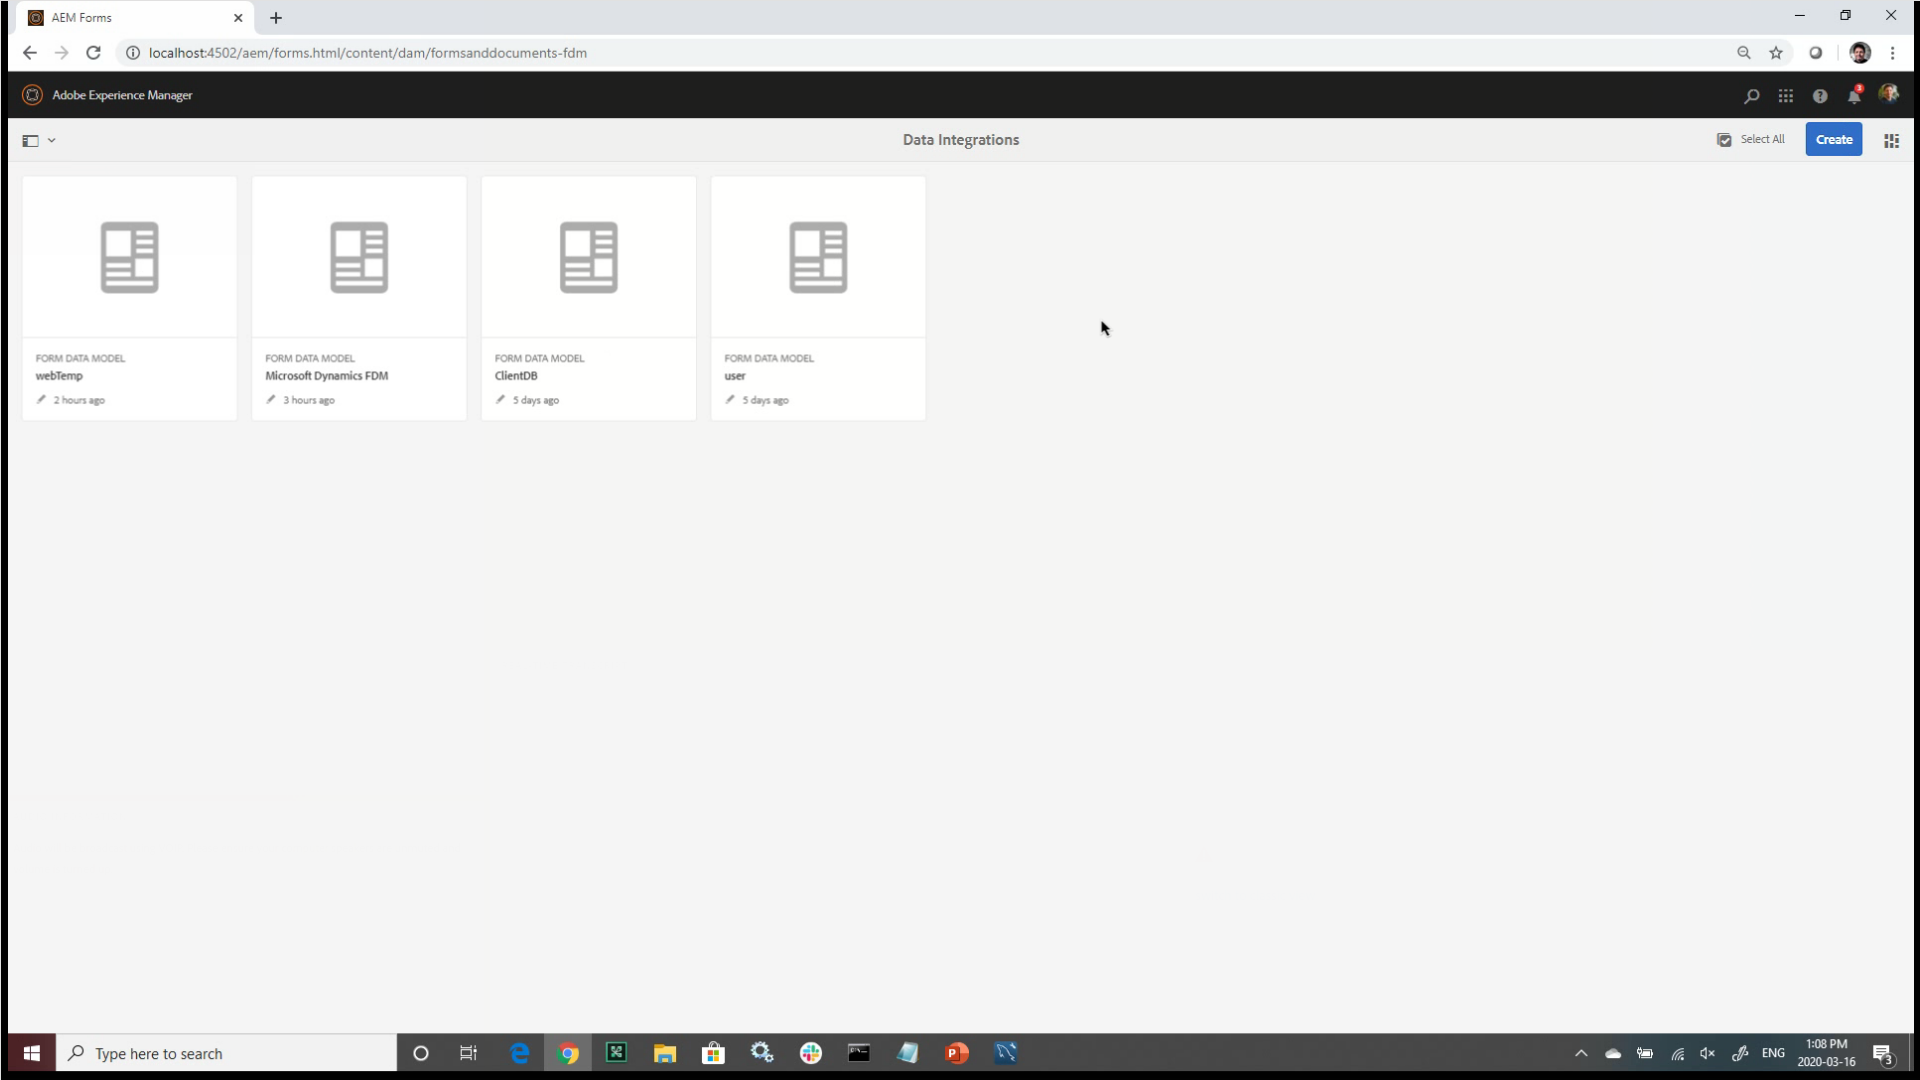 AEM Forms
localhost:4502/aem/forms.html/content/dam/formsanddocuments-fdm
Adobe Experience Manager
3
Data Integrations
Select All
Create
FORM DATA MODEL
webTemp
2 hours ago
FORM DATA MODEL
Microsoft Dynamics FDM
3 hours ago
FORM DATA MODEL
ClientDB
5 days ago
FORM DATA MODEL
user
5 days ago
Type here to search
ENG
1:08 PM
2020-03-16
3